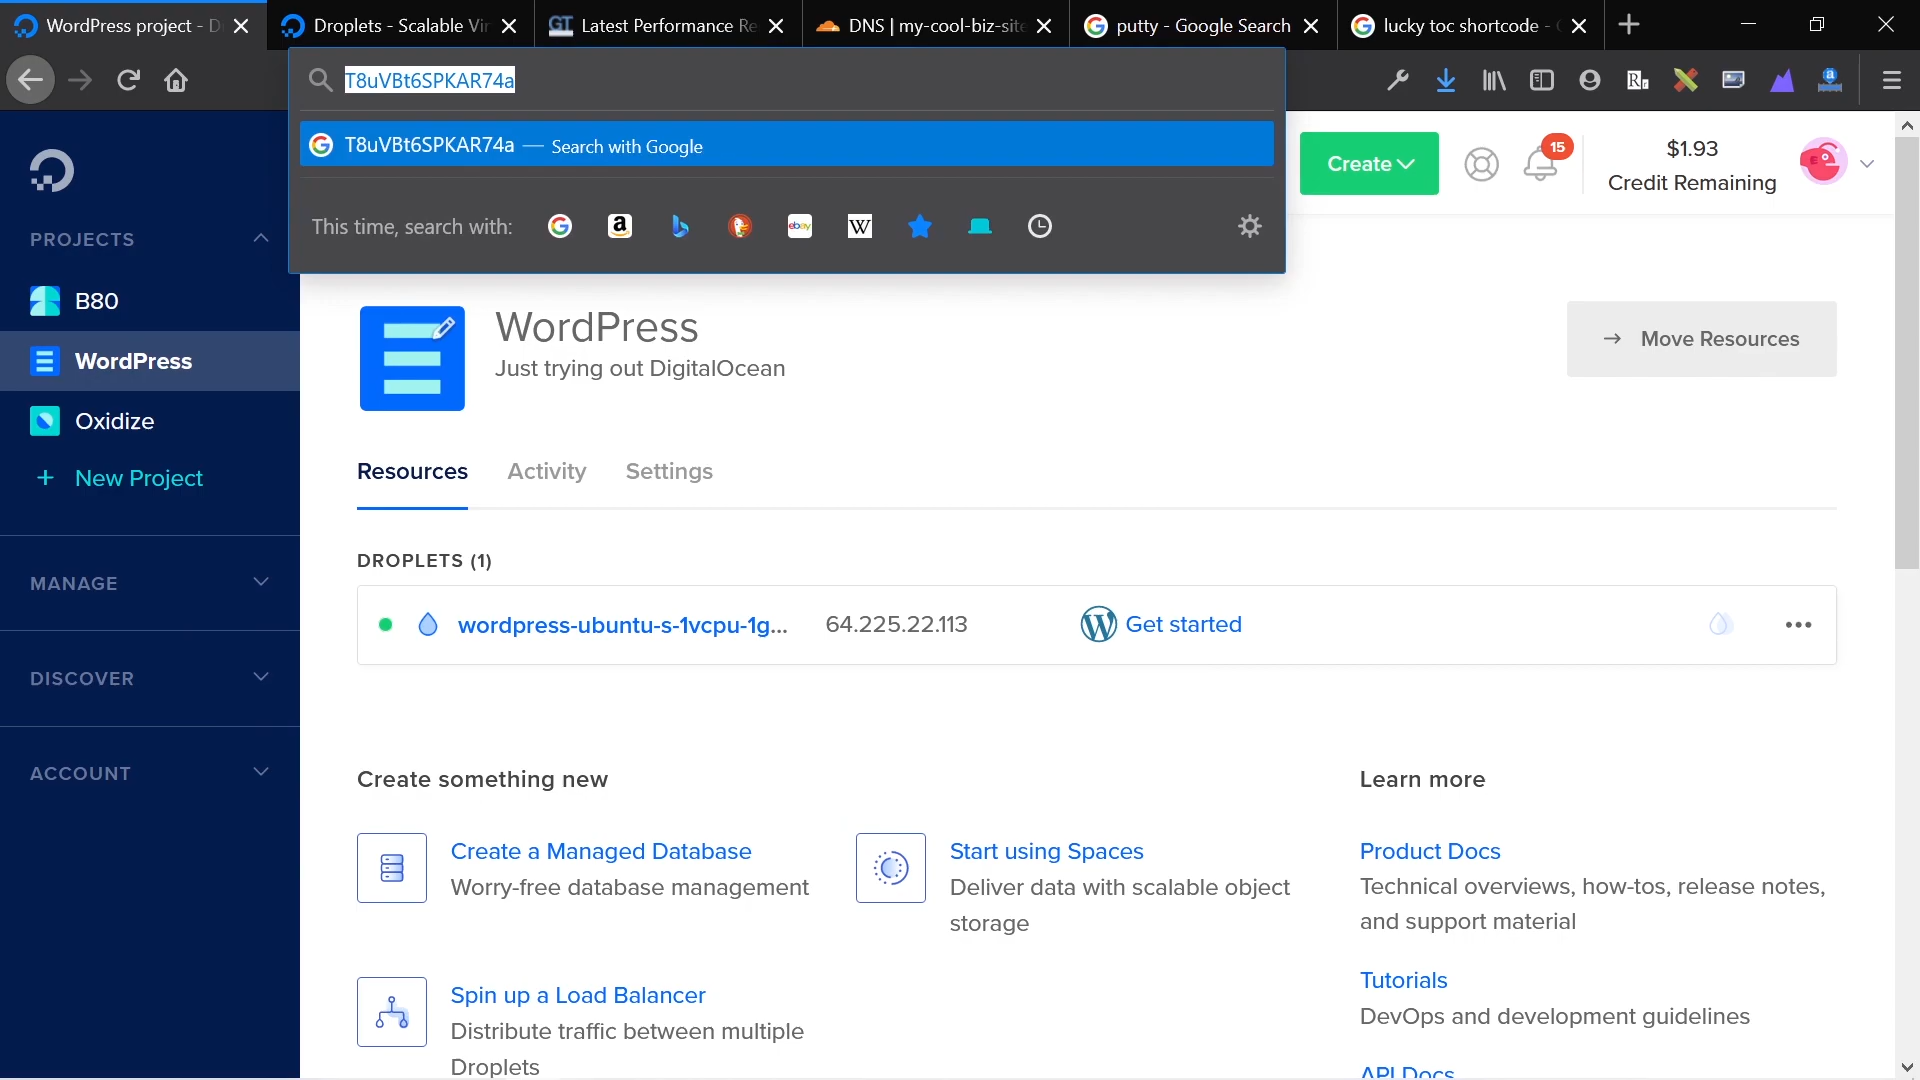 WordPress project - D
Droplets - Scalable Vir
GT Latest Performance Re
DNS | my-cool-biz-site
putty - Google Search
lucky toc shortcode -
T8uVBt6SPKAR74a
T8uVBt6SPKAR74a — Search with Google
This time, search with:
Create
15
$1.93
Credit Remaining
PROJECTS
B80
WordPress
Oxidize
+ New Project
MANAGE
DISCOVER
ACCOUNT
WordPress
Just trying out DigitalOcean
→ Move Resources
Resources Activity Settings
DROPLETS (1)
wordpress-ubuntu-s-1vcpu-1g... 64.225.22.113 Get started
Create something new
Create a Managed Database
Worry-free database management
Start using Spaces
Deliver data with scalable object
storage
Spin up a Load Balancer
Distribute traffic between multiple
Droplets
Learn more
Product Docs
Technical overviews, how-tos, release notes,
and support material
Tutorials
DevOps and development guidelines
API Docs